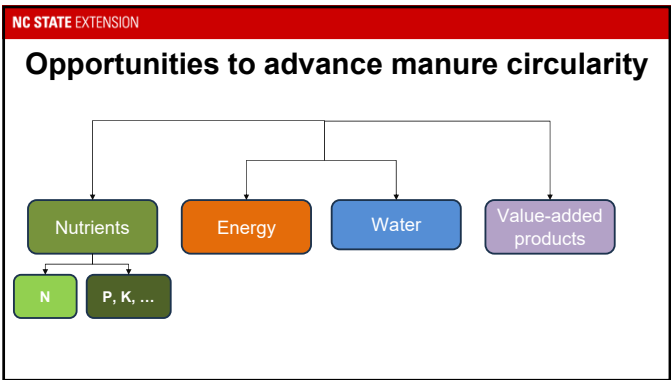 NC STATE EXTENSION
Opportunities to advance manure circularity
Nutrients
Energy
Water
Value-added
products
N
P, K, ...